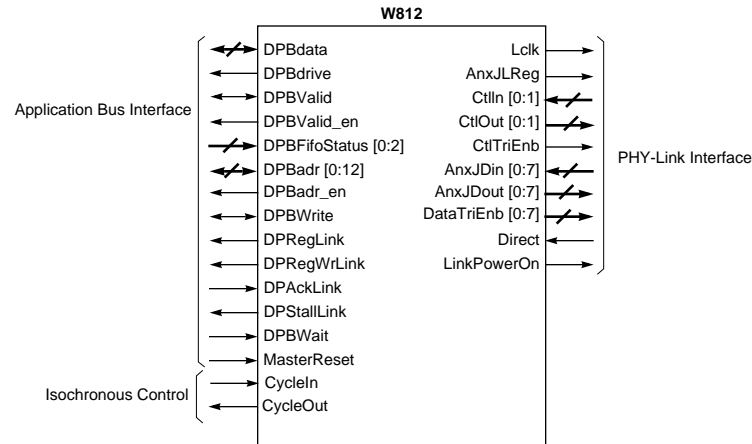 W812
DPBdata
DPBdrive
DPBValid
DPBValid_en
DPBFifoStatus [0:2]
DPBadr [0:12]
DPBadr_en
DPBWrite
DPRegLink
DPRegWrLink
DPAckLink
DPStallLink
DPBWait
MasterReset
CycleIn
CycleOut
Application Bus Interface
Isochronous Control
Lclk
AnxJLReg
CtlIn [0:1]
CtlOut [0:1]
CtlTriEnb
AnxJDin [0:7]
AnxJDout [0:7]
DataTriEnb [0:7]
Direct
LinkPowerOn
PHY-Link Interface